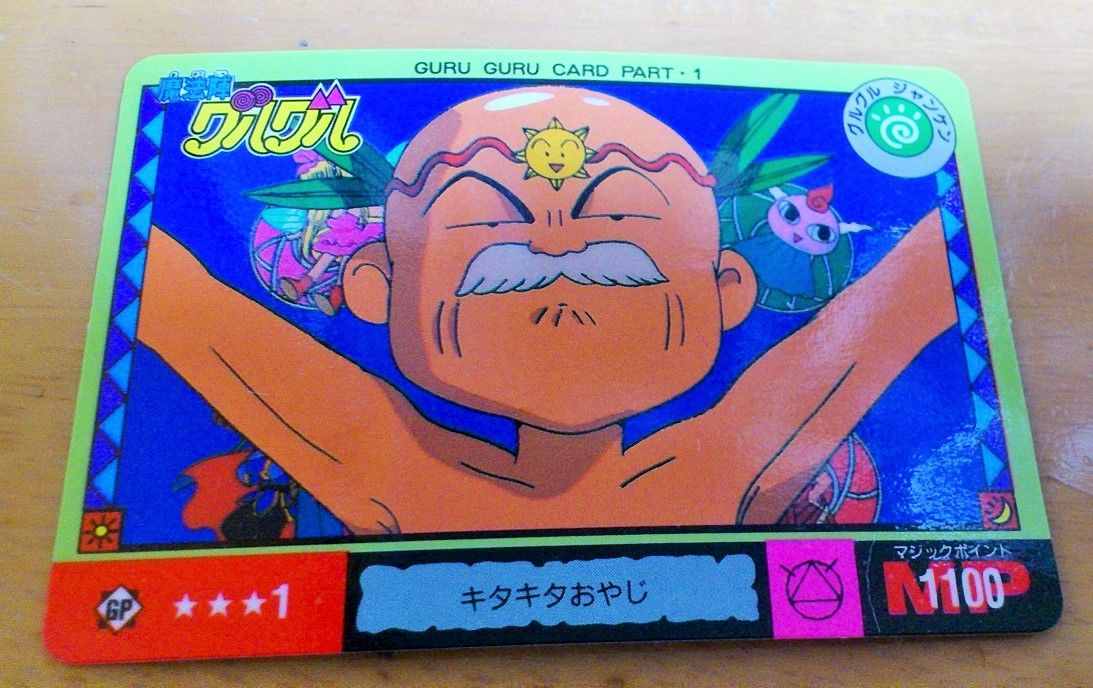 GURU GURU CARD PART・1
魔法陣
グルグル
グルグル ジャンケン
GP ★★★1
キタキタおやじ
マジックポイント
MP 1100